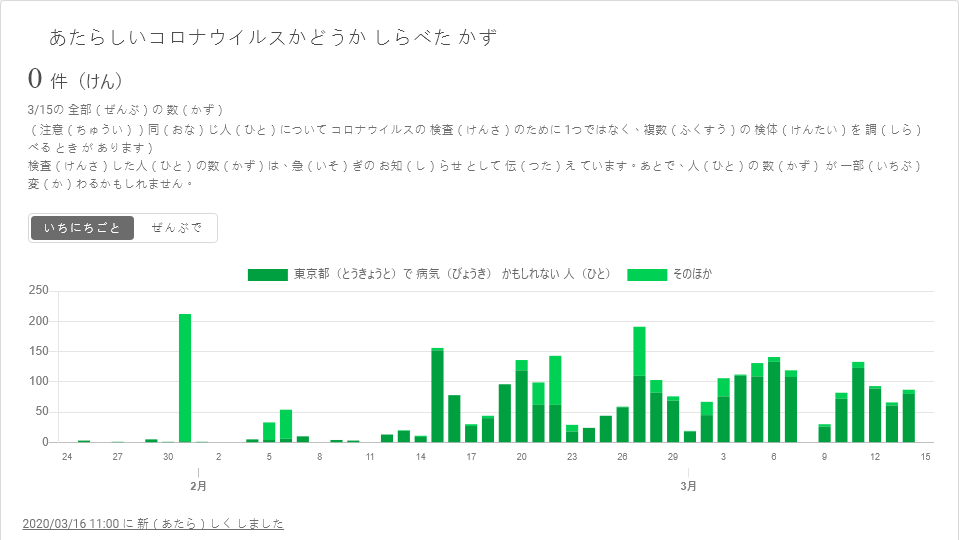 あたらしいコロナウイルスかどうか しらべた かず
0 件（けん）
3/15の 全部 ( ぜんぶ ) の 数 ( かず )
（注意 ( ちゅうい ) ）同 ( おな ) じ人 ( ひと ) について コロナウイルスの 検査 ( けんさ ) のために 1つではなく、複数 ( ふくすう ) の 検体 ( けんたい ) を 調 ( しら )
べる とき が あります )
検査 ( けんさ ) した人 ( ひと ) の数 ( かず ) は、急 ( いそ ) ぎの お知 ( し ) らせ として 伝 ( つた ) え ています。あとで、人 ( ひと ) の 数 ( かず )  が 一部 ( いちぶ )
変 ( か ) わるかもしれません。
いちにちごと ぜんぶで
東京都（とうきょうと）で 病気（びょうき） かもしれない 人（ひと） そのほか
250
200
150
100
50
0
24 27 30 2 5 8 11 14 17 20 23 26 29 3 6 9 12 15
2月 3月
2020/03/16 11:00 に 新 ( あたら ) しく しました